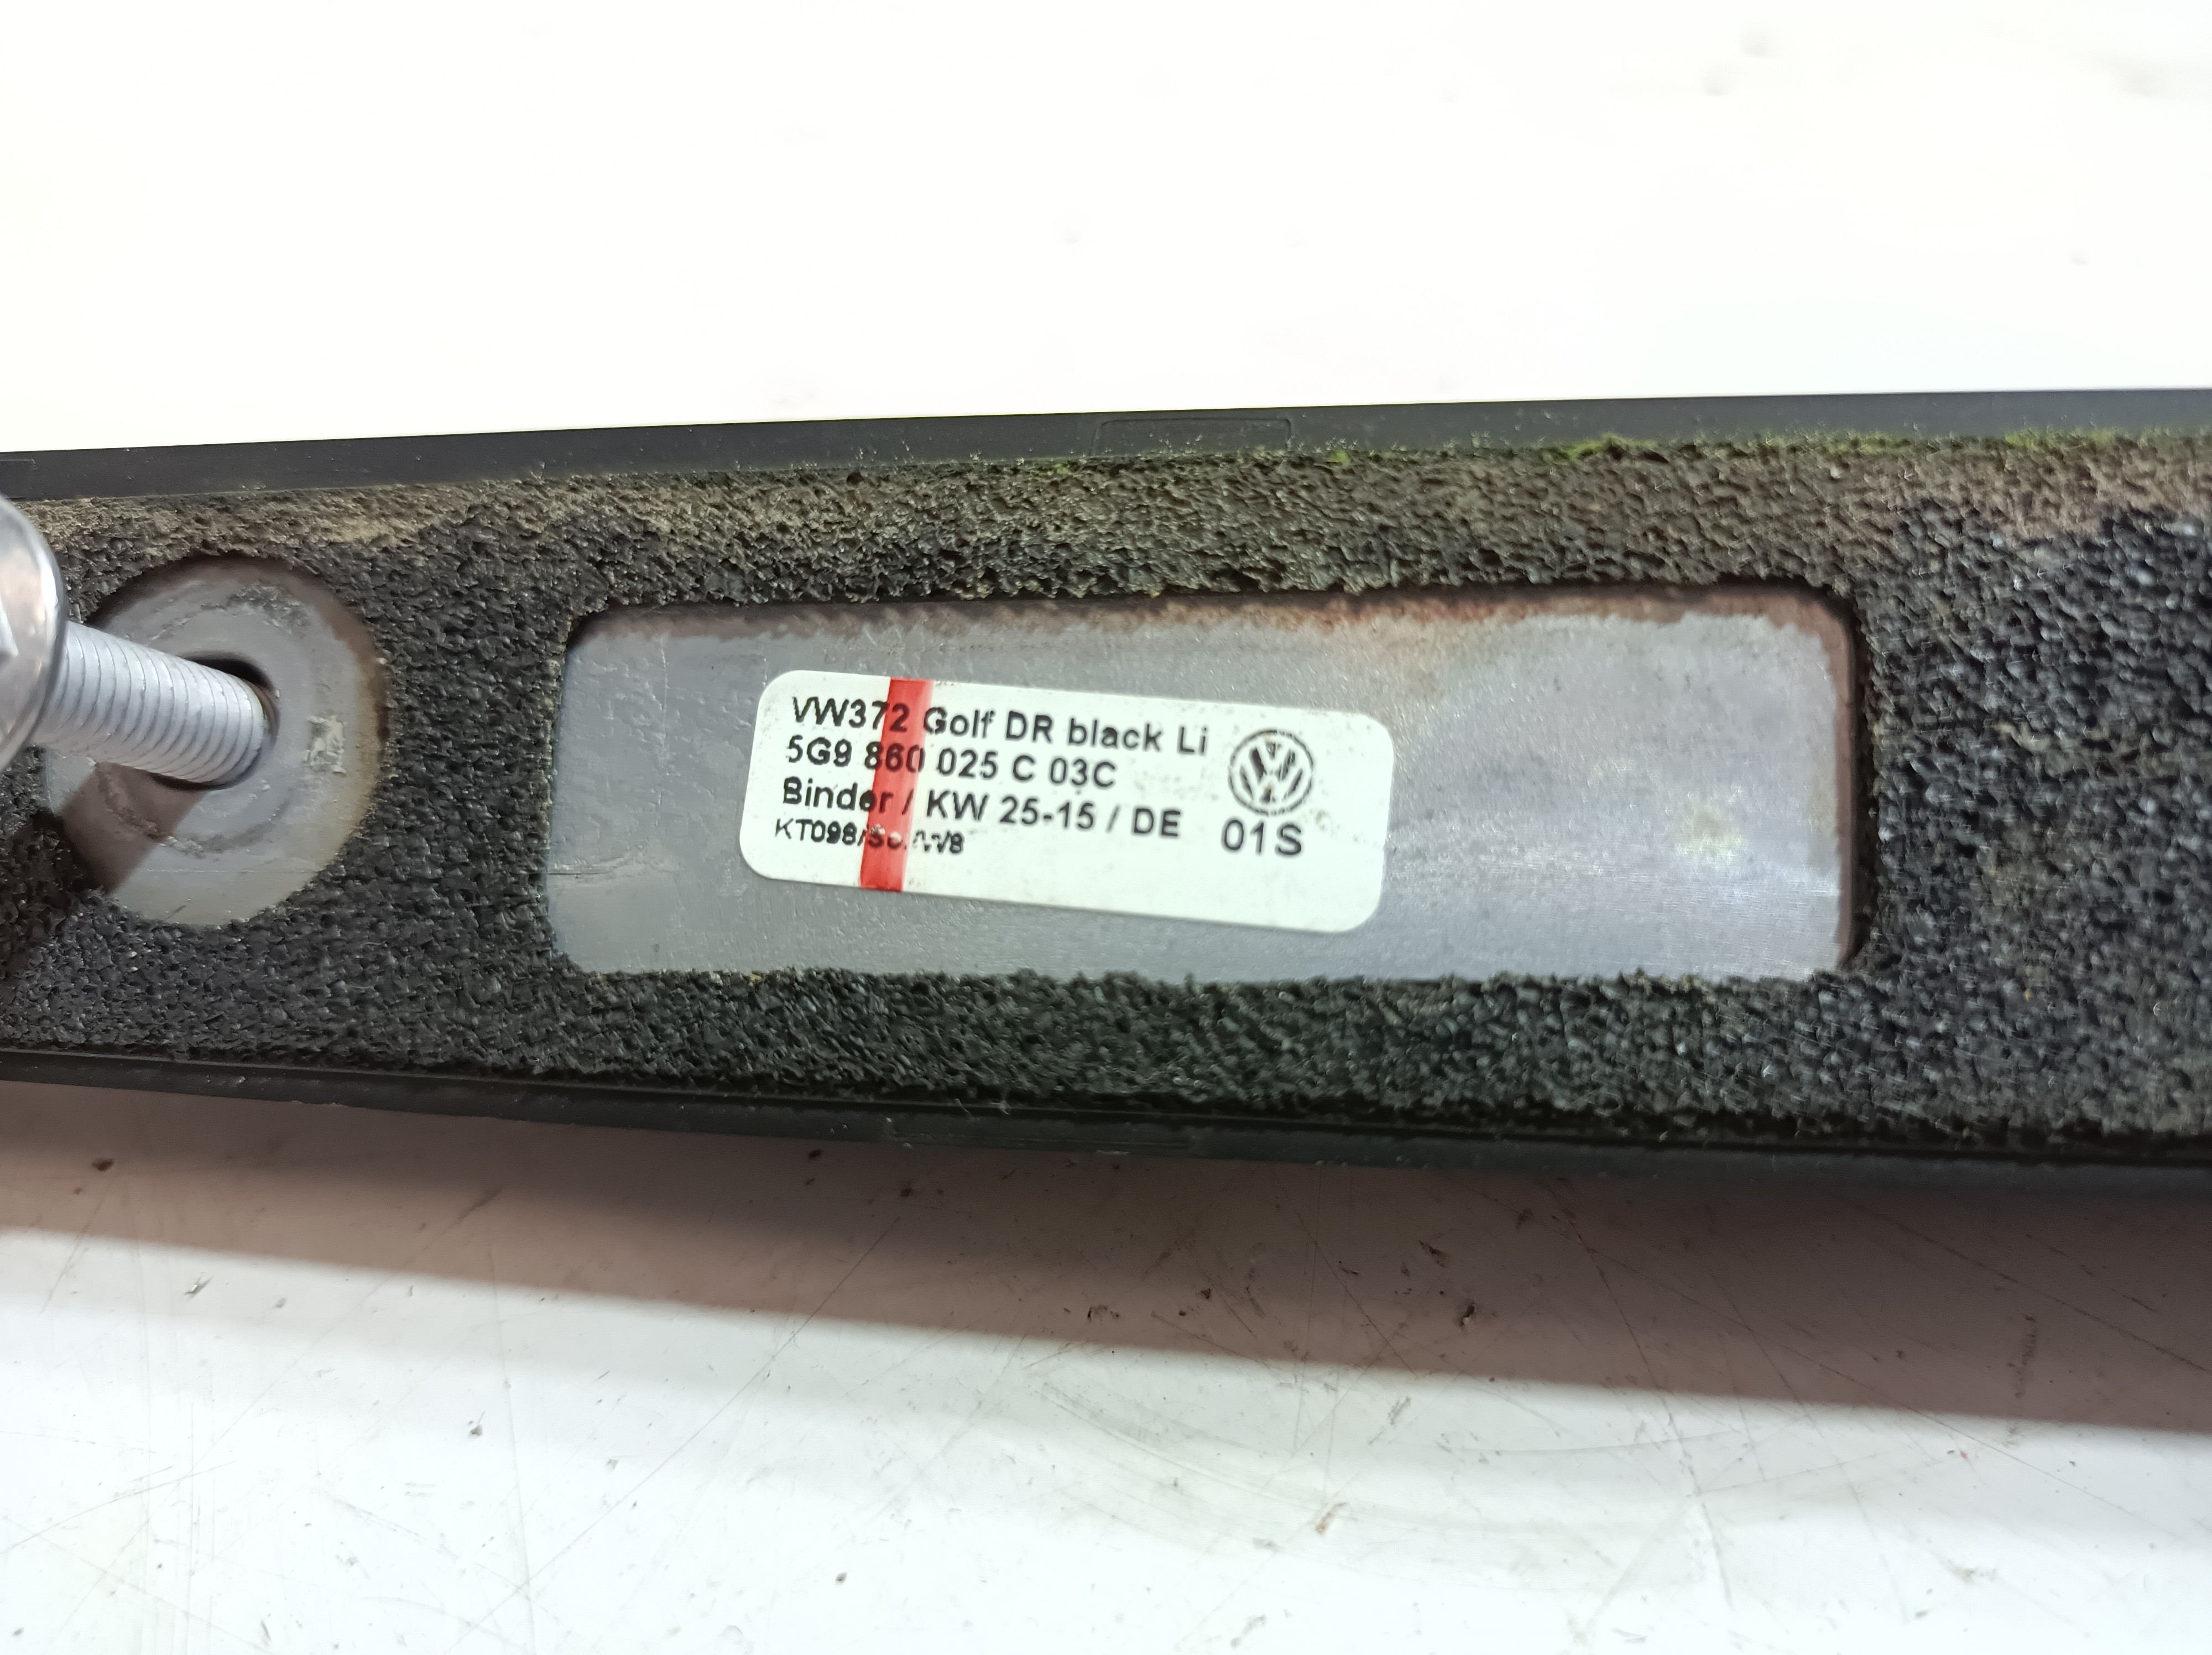 VW372 Golf DR black Li
5G9 860 025 C 03C
Binder / KW 25-15 / DE
01S